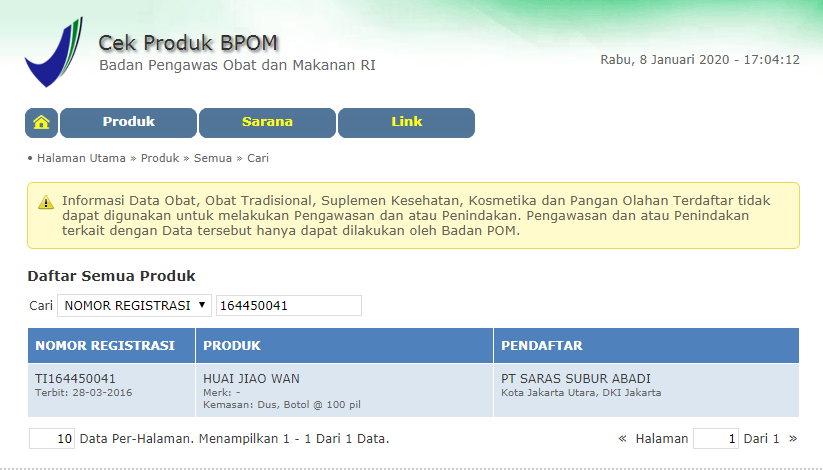 Cek Produk BPOM
Badan Pengawas Obat dan Makanan RI
Rabu, 8 Januari 2020 - 17:04:12
Produk
Sarana
Link
• Halaman Utama » Produk » Semua » Cari
Informasi Data Obat, Obat Tradisional, Suplemen Kesehatan, Kosmetika dan Pangan Olahan Terdaftar tidak
dapat digunakan untuk melakukan Pengawasan dan atau Penindakan. Pengawasan dan atau Penindakan
terkait dengan Data tersebut hanya dapat dilakukan oleh Badan POM.
Daftar Semua Produk
Cari NOMOR REGISTRASI 164450041
NOMOR REGISTRASI PRODUK PENDAFTAR
TI164450041 HUAI JIAO WAN PT SARAS SUBUR ABADI
Terbit: 28-03-2016 Merk: - Kota Jakarta Utara, DKI Jakarta
Kemasan: Dus, Botol @ 100 pil
10 Data Per-Halaman. Menampilkan 1 - 1 Dari 1 Data. « Halaman 1 Dari 1 »